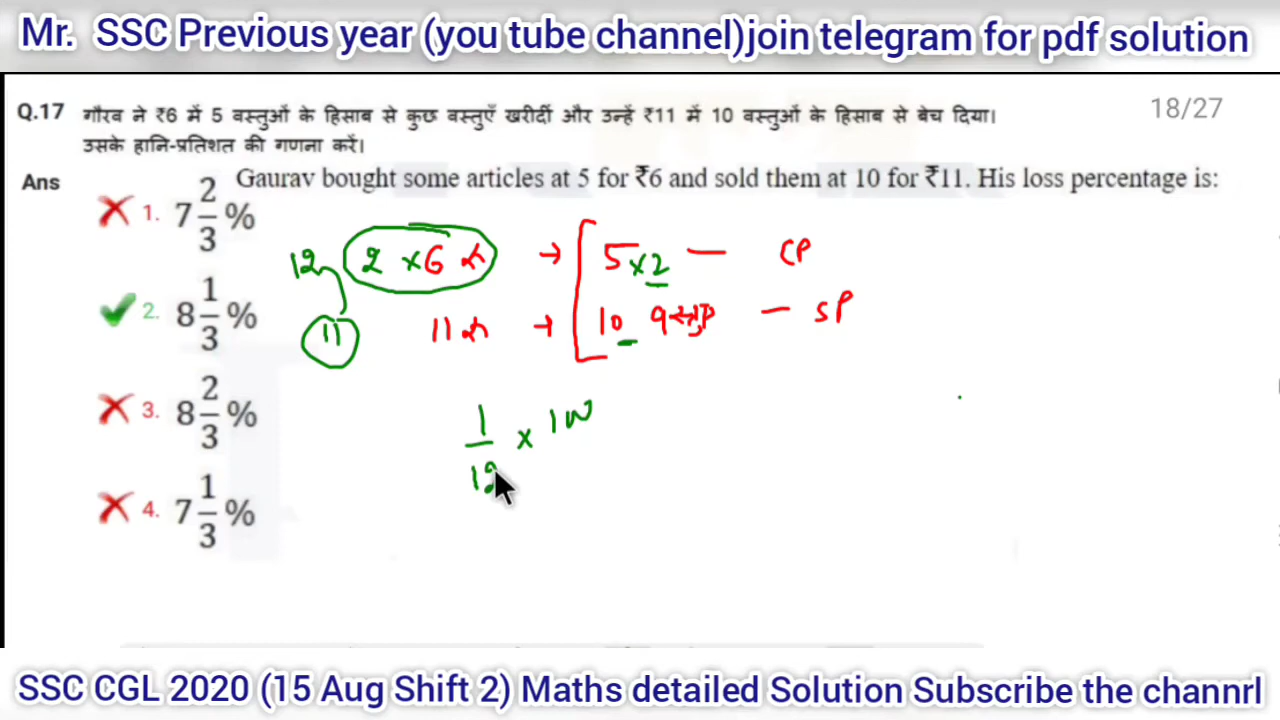 Mr. SSC Previous year (you tube channel)join telegram for pdf solution
Q.17 गौरव ने ₹6 में 5 वस्तुओं के हिसाब से कुछ वस्तुएँ खरीदीं और उन्हें ₹11 में 10 वस्तुओं के हिसाब से बेच दिया। 18/27
उसके हानि-प्रतिशत की गणना करें।
Ans Gaurav bought some articles at 5 for ₹6 and sold them at 10 for ₹11. His loss percentage is:
1. 7 2/3 %
12 2 × 6 → 5 × 2 — CP
2. 8 1/3 %
11 11 → 10 — SP
3. 8 2/3 %
1/12 × 100
4. 7 1/3 %
SSC CGL 2020 (15 Aug Shift 2) Maths detailed Solution Subscribe the channrl